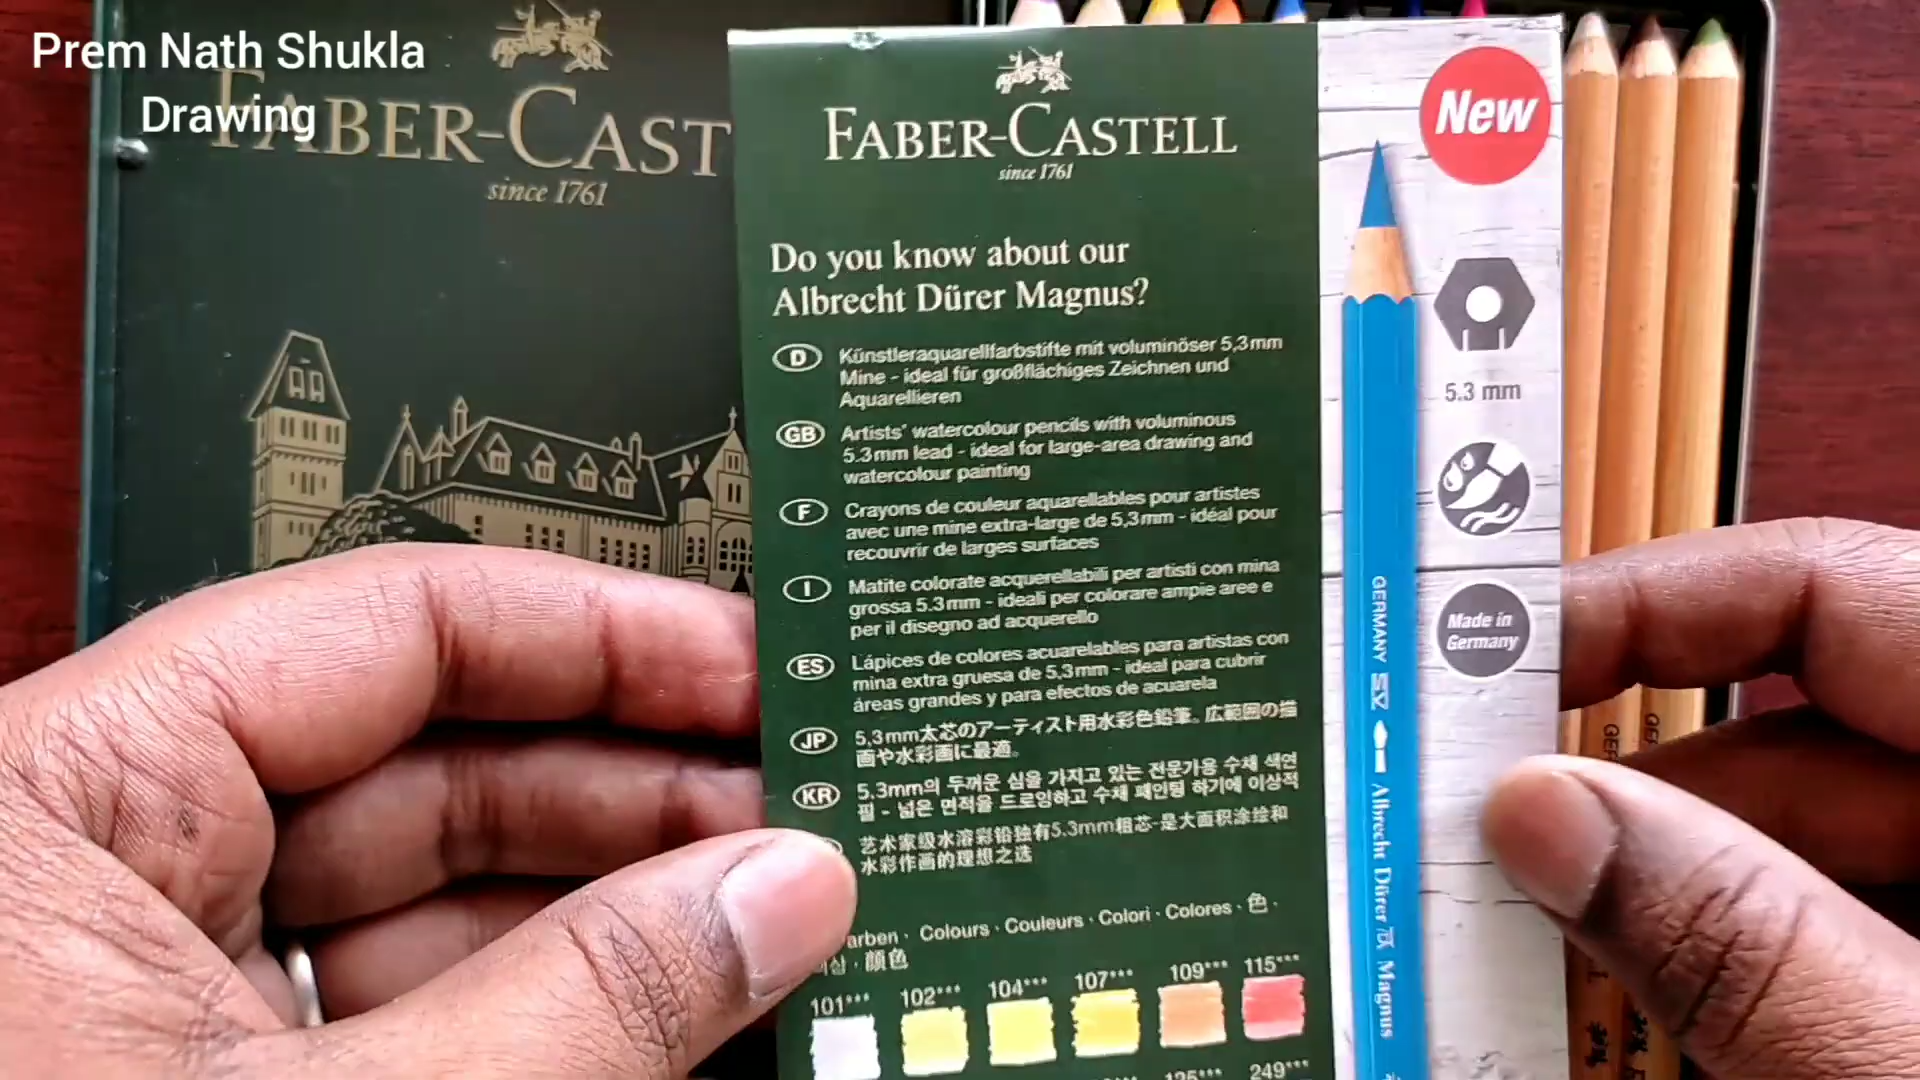 Prem Nath Shukla
Drawing
FABER-CAST
since 1761
FABER-CASTELL
since 1761
Do you know about our
Albrecht Dürer Magnus?
D
Künstleraquarellfarbstifte mit voluminöser 5,3mm
Mine - ideal für großflächiges Zeichnen und
Aquarellieren
GB
Artists' watercolour pencils with voluminous
5.3mm lead - ideal for large-area drawing and
watercolour painting
F
Crayons de couleur aquarellables pour artistes
avec une mine extra-large de 5,3mm - idéal pour
recouvrir de larges surfaces
I
Matite colorate acquerellabili per artisti con mina
grossa 5.3mm - ideali per colorare ampie aree e
per il disegno ad acquerello
ES
Lápices de colores acuarelables para artistas con
mina extra gruesa de 5,3mm - ideal para cubrir
áreas grandes y para efectos de acuarela
JP
5,3mm太芯のアーティスト用水彩色鉛筆。広範囲の描
画や水彩画に最適。
KR
5.3mm의 두꺼운 심을 가지고 있는 전문가용 수채 색연
필 - 넓은 면적을 드로잉하고 수채 페인팅 하기에 이상적
艺术家级水溶彩铅独有5.3mm粗芯-是大面积涂绘和
水彩作画的理想之选
arben · Colours · Couleurs · Colori · Colores · 色 ·
상 · 颜色
101*** 102*** 104*** 107*** 109*** 115***
125*** 249***
New
5.3 mm
Made in
Germany
GERMANY Albrecht Dürer Magnus